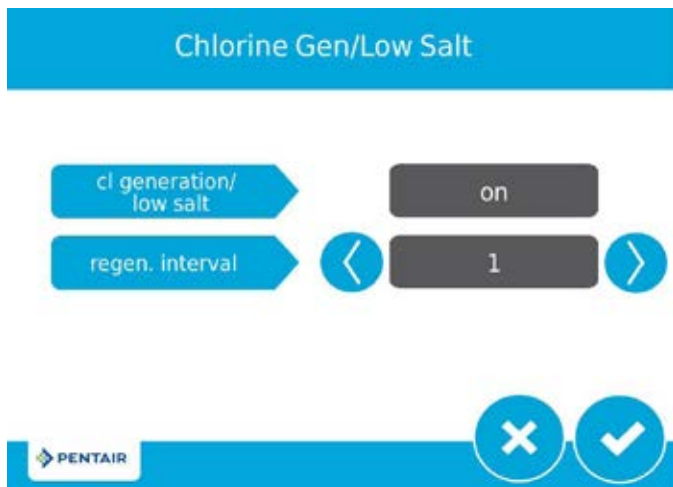 Chlorine Gen/Low Salt
cl generation/
low salt
on
regen. interval
1
PENTAIR